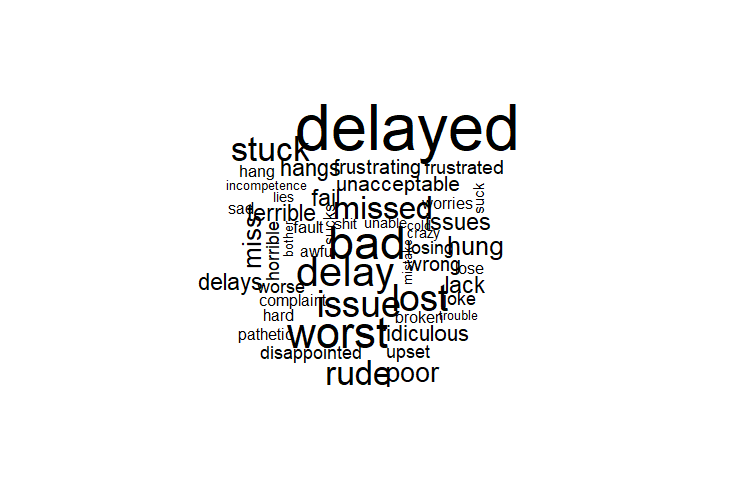 delayed
stuck
hangs
frustrating
frustrated
hang
unacceptable
incompetence
lies
fail
suck
sad
terrible
missed
worries
miss
fault
sucks
shit
unable
cold
issues
crazy
horrible
bother
awful
bad
losing
hung
delay
mistake
wrong
lose
delays
worse
lack
complaint
issue
lost
joke
hard
broken
trouble
pathetic
worst
ridiculous
disappointed
upset
rude
poor